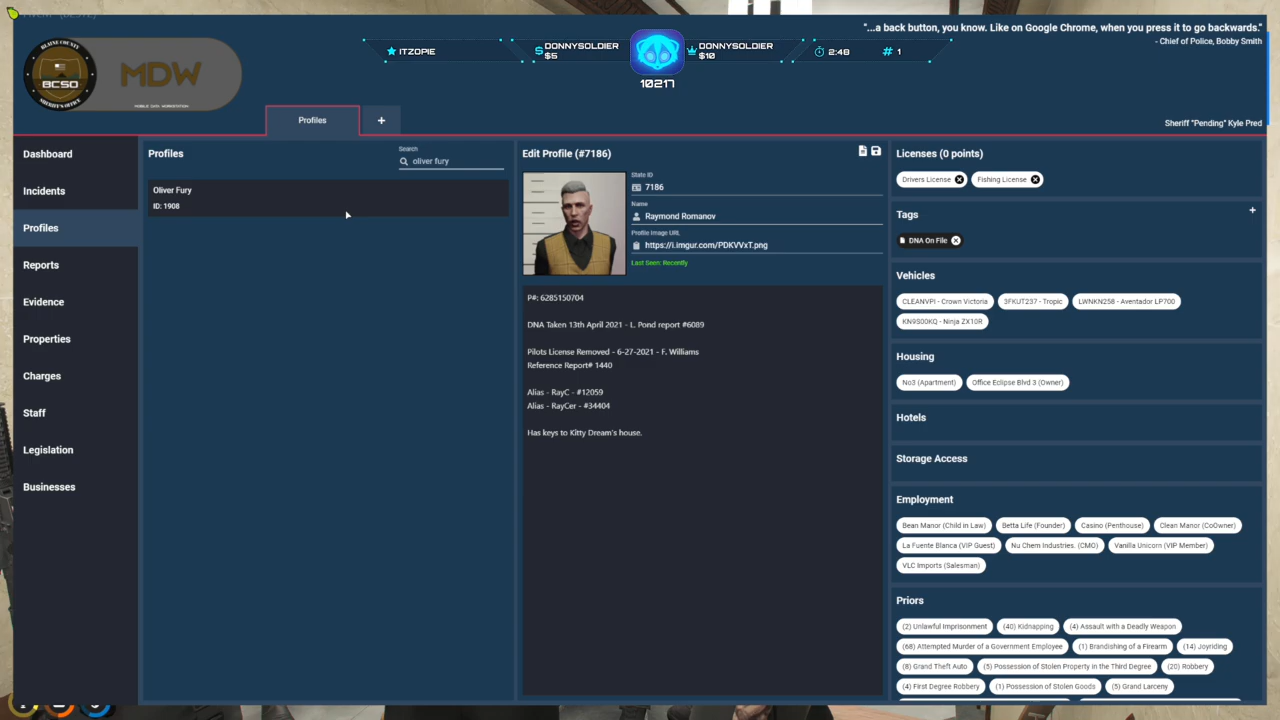 "...a back button, you know. Like on Google Chrome, when you press it to go backwards."
- Chief of Police, Bobby Smith
ITZOPIE
DONNYSOLDIER
$5
DONNYSOLDIER
$10
2:48
# 1
10217
BLAINE COUNTY
BCSO
SHERIFF'S OFFICE
MDW
MOBILE DATA WORKSTATION
Profiles
+
Sheriff "Pending" Kyle Pred
Dashboard
Incidents
Profiles
Reports
Evidence
Properties
Charges
Staff
Legislation
Businesses
Profiles
Search
oliver fury
Oliver Fury
ID: 1908
Edit Profile (#7186)
State ID
7186
Name
Raymond Romanov
Profile Image URL
https://i.imgur.com/PDKVVxT.png
Last Seen: Recently
P#: 6285150704
DNA Taken 13th April 2021 - L. Pond report #6089
Pilots License Removed - 6-27-2021 - F. Williams
Reference Report# 1440
Alias - RayC - #12059
Alias - RayCer - #34404
Has keys to Kitty Dream's house.
Licenses (0 points)
Drivers License
Fishing License
Tags
+
DNA On File
Vehicles
CLEANVPI - Crown Victoria
3FKUT237 - Tropic
LWNKN258 - Aventador LP700
KN9S00KQ - Ninja ZX10R
Housing
No3 (Apartment)
Office Eclipse Blvd 3 (Owner)
Hotels
Storage Access
Employment
Bean Manor (Child in Law)
Setta Life (Founder)
Casino (Penthouse)
Clean Manor (CoOwner)
La Fuente Blanca (VIP Guest)
Nu Chem Industries. (CMO)
Vanilla Unicorn (VIP Member)
VLC Imports (Salesman)
Priors
(2) Unlawful Imprisonment
(40) Kidnapping
(4) Assault with a Deadly Weapon
(68) Attempted Murder of a Government Employee
(1) Brandishing of a Firearm
(14) Joyriding
(8) Grand Theft Auto
(5) Possession of Stolen Property in the Third Degree
(20) Robbery
(4) First Degree Robbery
(1) Possession of Stolen Goods
(5) Grand Larceny